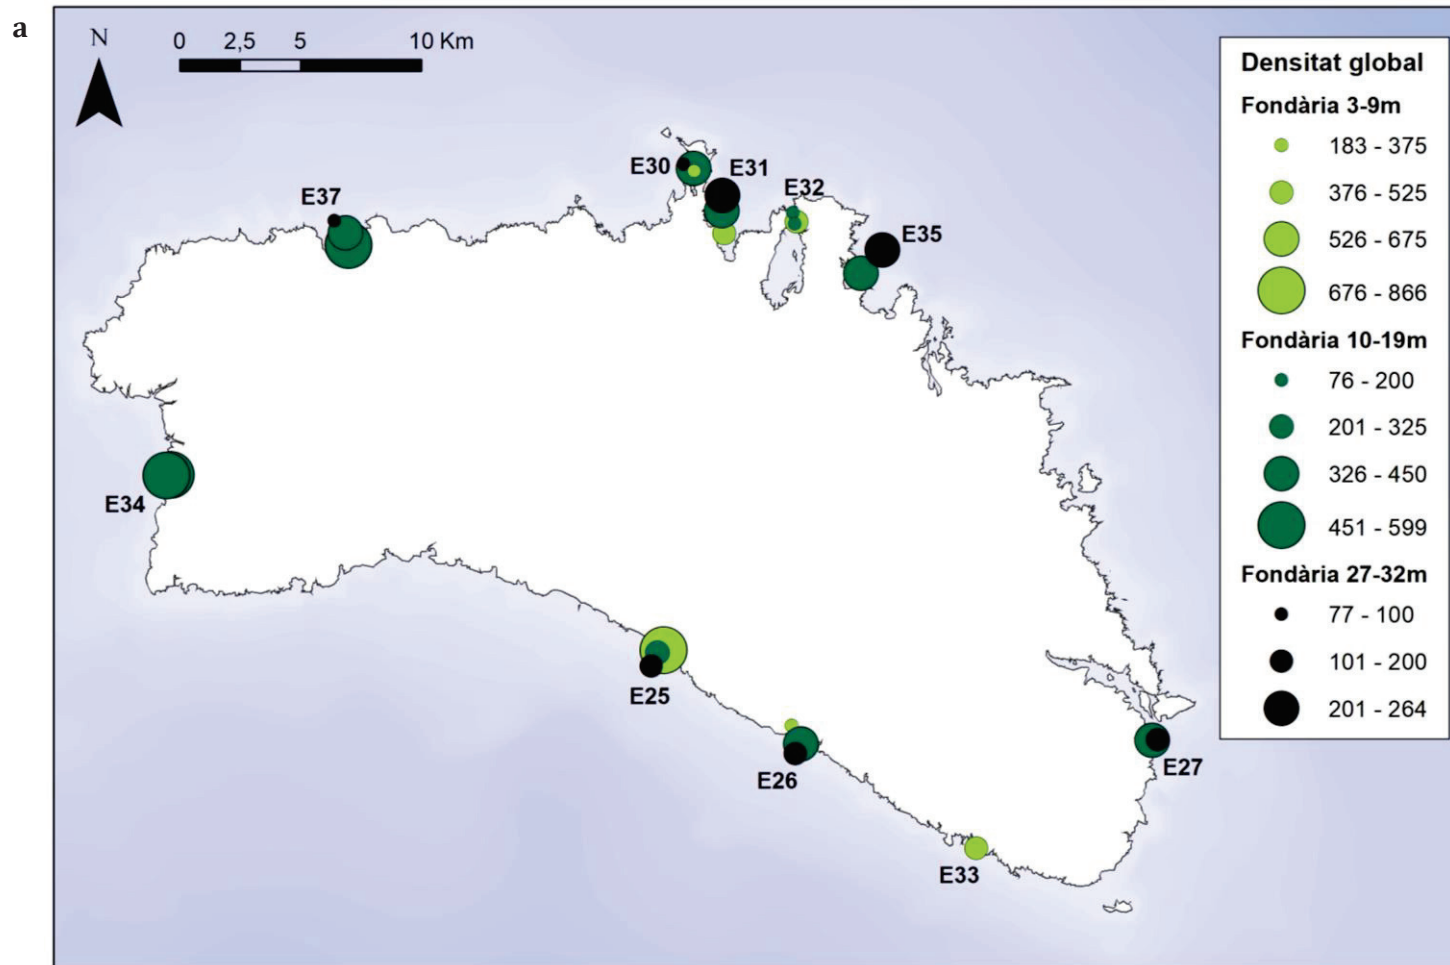 a
N
0 2,5 5 10 Km
Densitat global
Fondària 3-9m
183 - 375
376 - 525
526 - 675
676 - 866
Fondària 10-19m
76 - 200
201 - 325
326 - 450
451 - 599
Fondària 27-32m
77 - 100
101 - 200
201 - 264
E30
E31
E32
E37
E35
E34
E25
E26
E27
E33